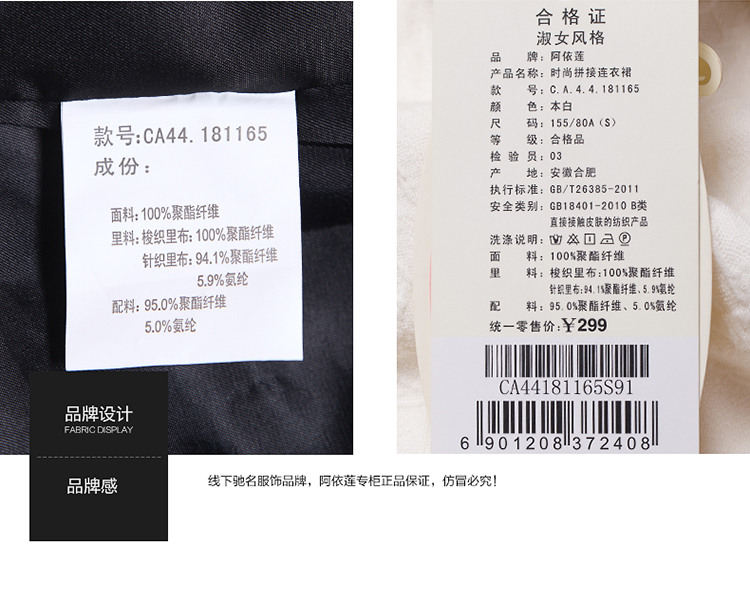 款号:CA44.181165
成份：
面料: 100%聚酯纤维
里料: 梭织里布: 100%聚酯纤维
针织里布: 94.1%聚酯纤维
5.9%氨纶
配料: 95.0%聚酯纤维
5.0%氨纶
品牌设计
FABRIC DISPLAY
品牌感
合格证
淑女风格
品 牌: 阿依莲
产品名称: 时尚拼接连衣裙
款 号: C.A.4.4.181165
颜 色: 本白
尺 码: 155/80A（S）
等 级: 合格品
检 验 员: 03
产 地: 安徽合肥
执行标准: GB/T26385-2011
安全类别: GB18401-2010 B类
直接接触皮肤的纺织产品
洗涤说明:
面 料: 100%聚酯纤维
里 料: 梭织里布:100%聚酯纤维
针织里布:94.1%聚酯纤维、5.9%氨纶
配 料: 95.0%聚酯纤维、5.0%氨纶
统一零售价: ¥299
CA44181165S91
6 901208 372408
线下驰名服饰品牌，阿依莲专柜正品保证，仿冒必究！